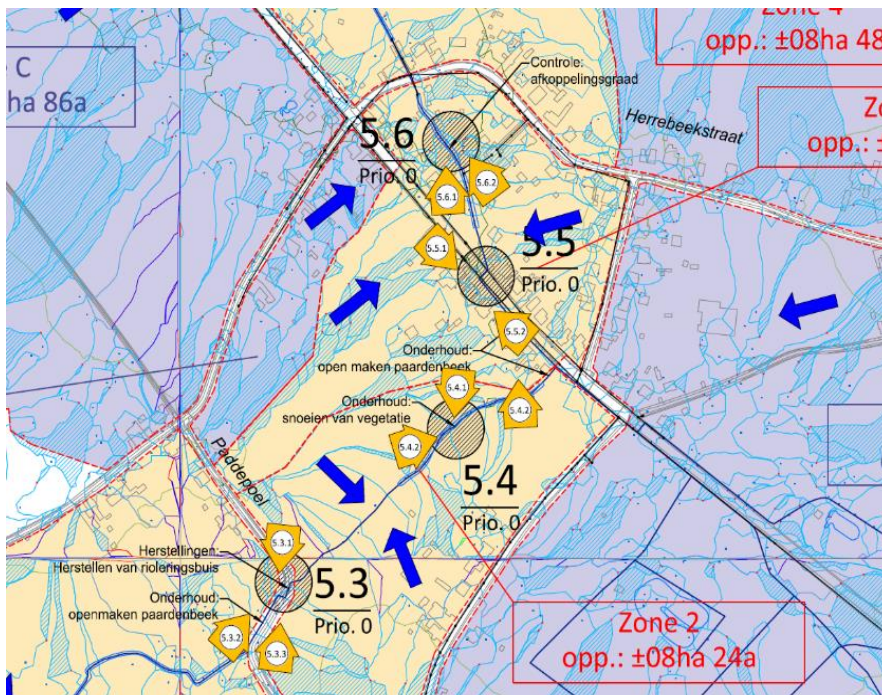 Zone 4
opp.: ±08ha 48
C
ha 86a
Controle:
afkoppelingsgraad
Herrebeekstraat
Zo
opp.: ±
5.6
Prio. 0
5.6.1
5.6.2
5.5.1
5.5
Prio. 0
5.5.2
Onderhoud:
open maken paardenbeek
5.4.1
Onderhoud:
snoeien van vegetatie
5.4.2
5.4.2
5.4
Prio. 0
Paddepoel
5.3.1
Herstellingen:
Herstellen van rioleringsbuis
5.3
Prio. 0
Onderhoud:
openmaken paardenbeek
5.3.2
5.3.3
Zone 2
opp.: ±08ha 24a